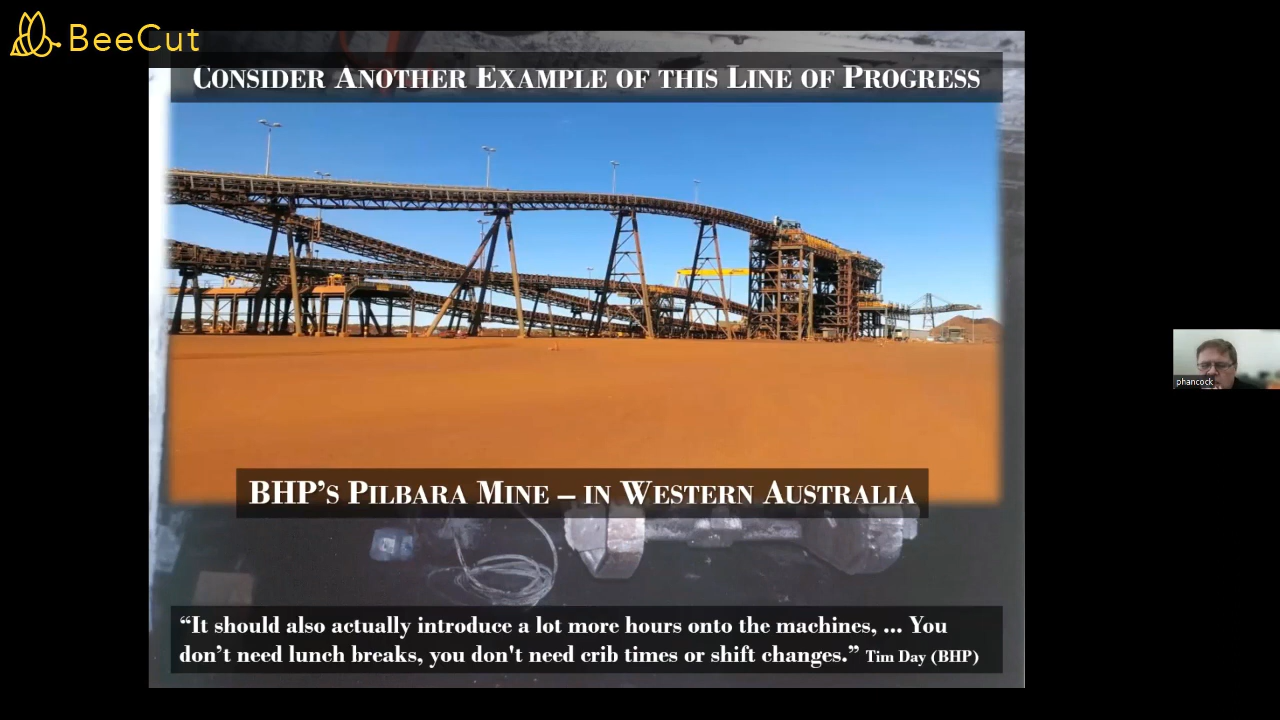 BeeCut
Consider Another Example of this Line of Progress
BHP's Pilbara Mine – in Western Australia
phancock
“It should also actually introduce a lot more hours onto the machines, ... You
don’t need lunch breaks, you don't need crib times or shift changes.” Tim Day (BHP)